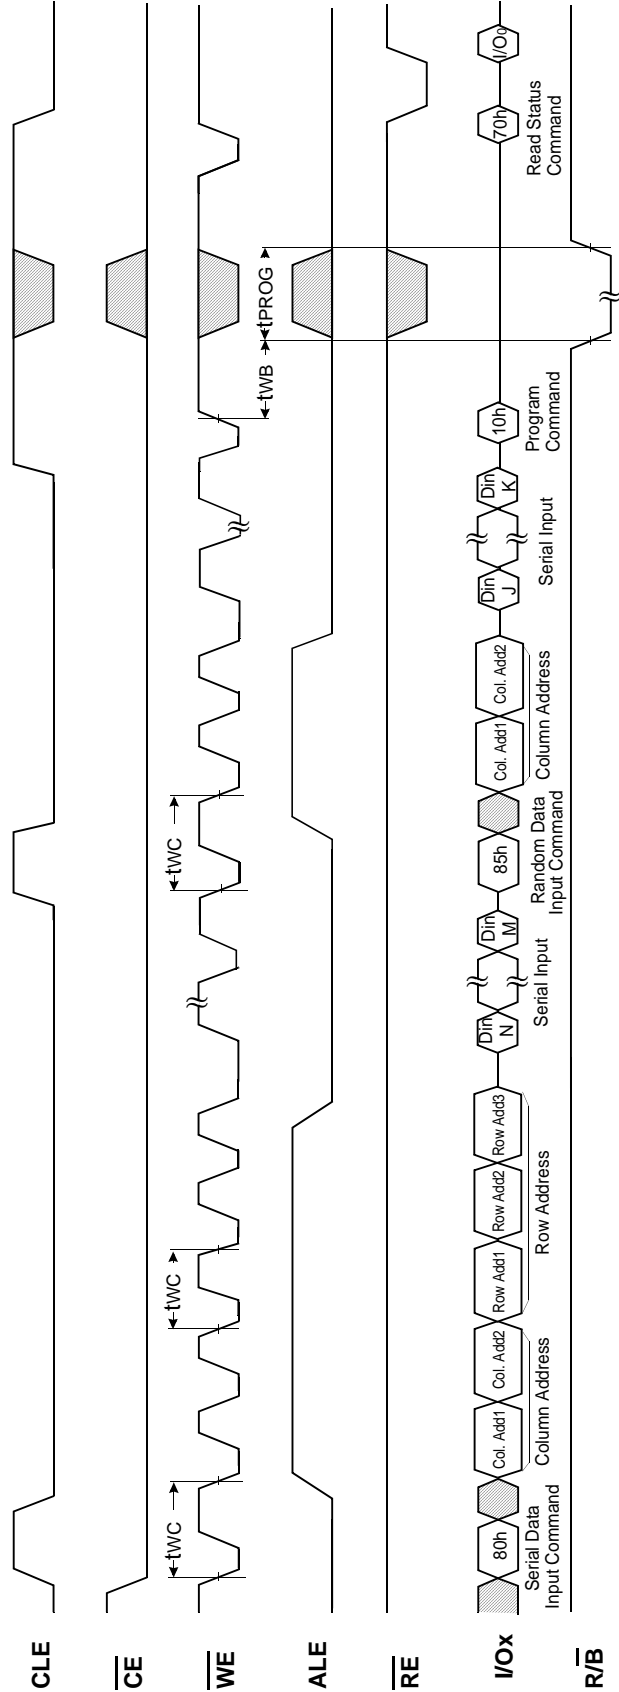 CLE
CE
tWC
tWC
tWC
tWB
tPROG
WE
ALE
RE
I/Ox
80h
Col. Add1
Col. Add2
Row Add1
Row Add2
Row Add3
Din
N
Din
M
85h
Col. Add1
Col. Add2
Din
J
Din
K
10h
70h
I/O0
Serial Data
Input Command
Column Address
Row Address
Serial Input
Random Data
Input Command
Column Address
Serial Input
Program
Command
Read Status
Command
R/B